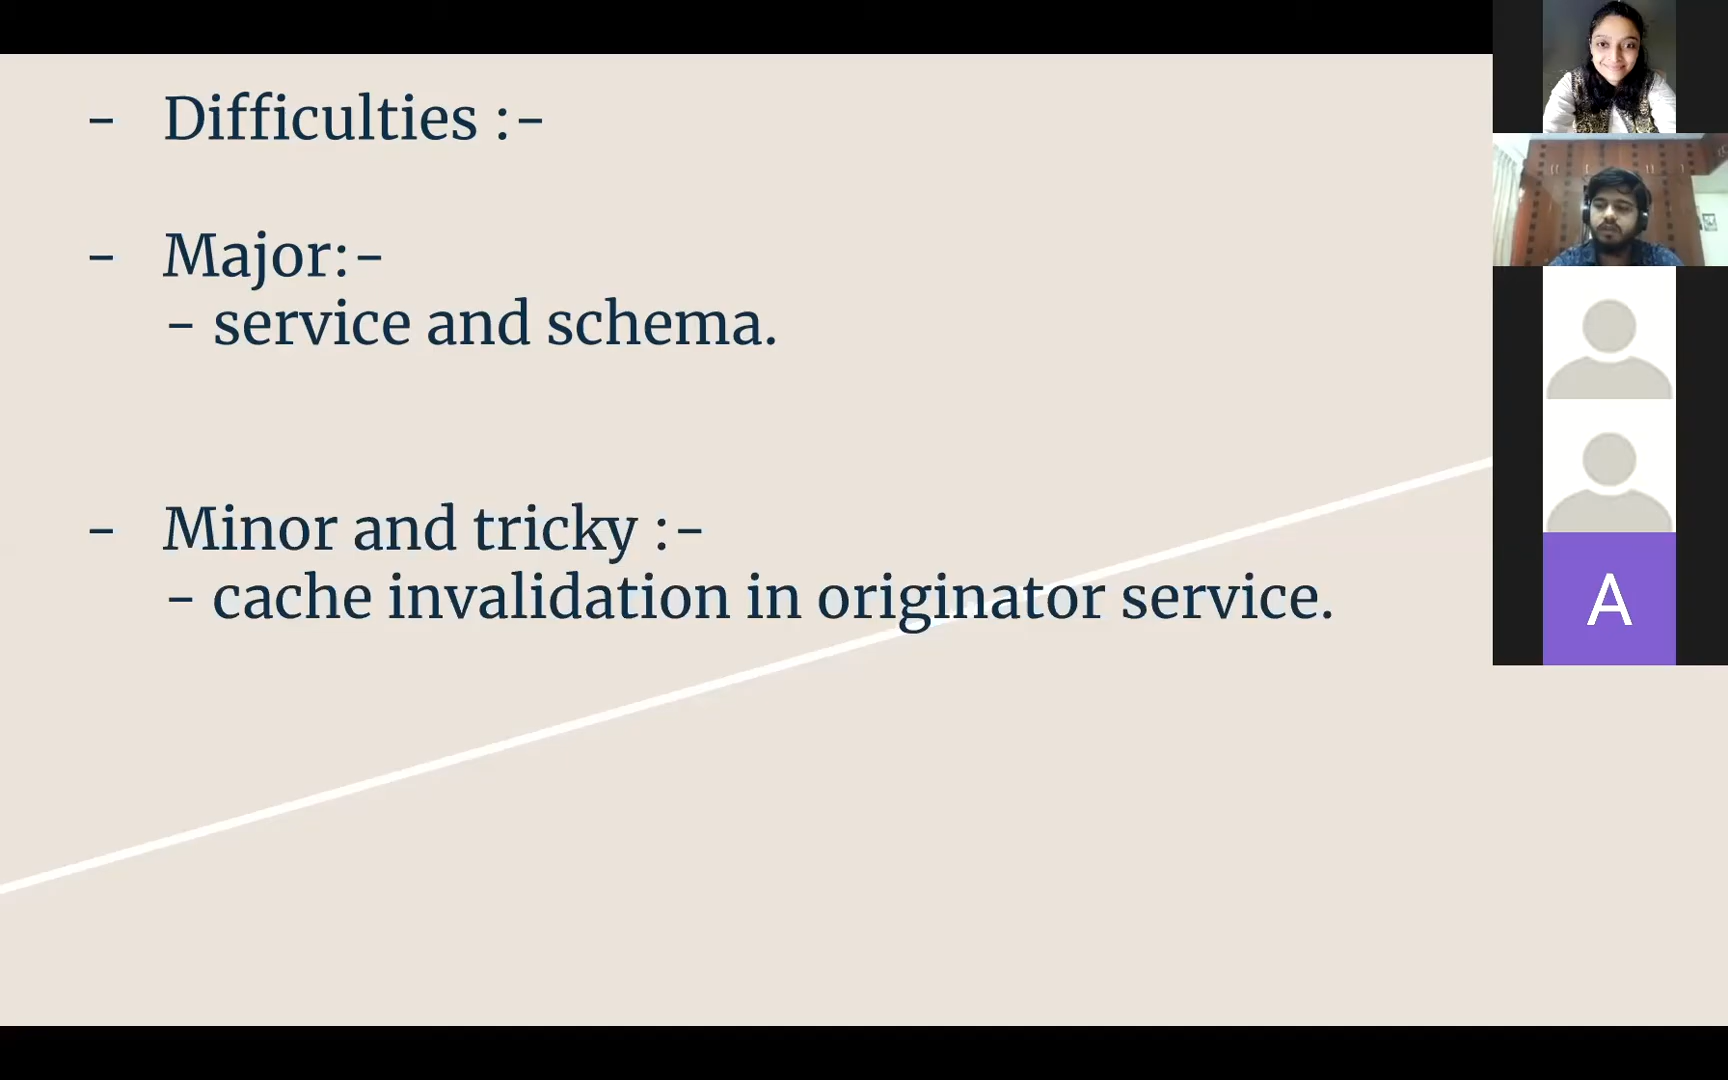 - Difficulties :-
- Major:-
- service and schema.
- Minor and tricky :-
- cache invalidation in originator service.
A